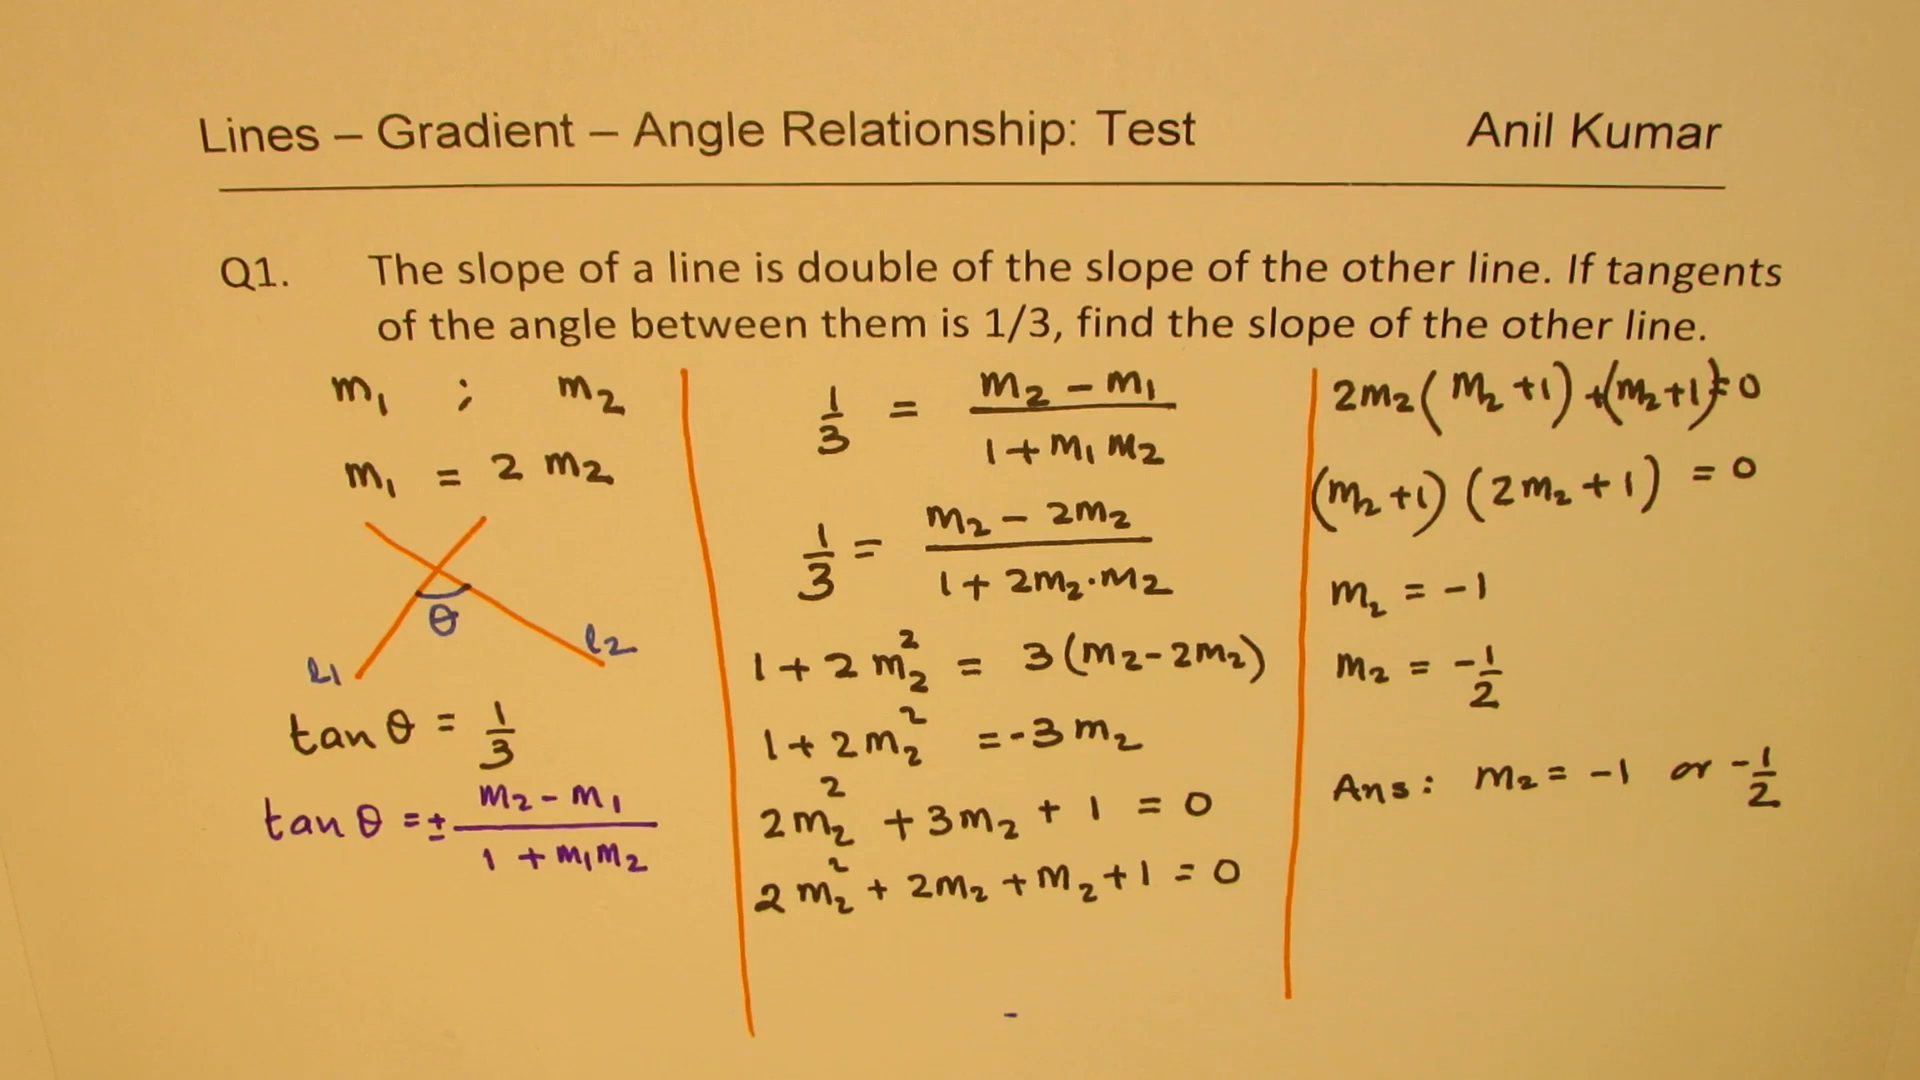 Lines – Gradient – Angle Relationship: Test Anil Kumar
Q1. The slope of a line is double of the slope of the other line. If tangents
of the angle between them is 1/3, find the slope of the other line.
m₁ ; m₂
m₁ = 2 m₂
θ
l₁ l₂
tan θ = 1/3
tan θ = ± (m₂ - m₁)/(1 + m₁m₂)
1/3 = (m₂ - m₁)/(1 + m₁m₂)
1/3 = (m₂ - 2m₂)/(1 + 2m₂·m₂)
1 + 2m₂² = 3(m₂ - 2m₂)
1 + 2m₂² = -3m₂
2m₂² + 3m₂ + 1 = 0
2m₂² + 2m₂ + m₂ + 1 = 0
2m₂(m₂ + 1) + (m₂ + 1) = 0
(m₂ + 1)(2m₂ + 1) = 0
m₂ = -1
m₂ = -1/2
Ans: m₂ = -1 or -1/2